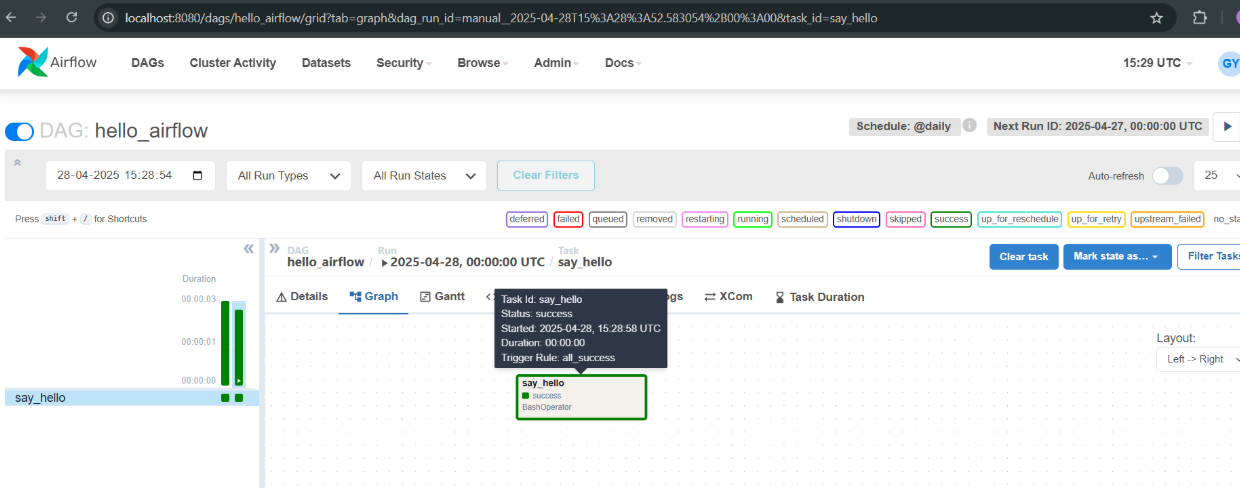 localhost:8080/dags/hello_airflow/grid?tab=graph&dag_run_id=manual__2025-04-28T15%3A28%3A52.583054%2B00%3A00&task_id=say_hello
Airflow DAGs Cluster Activity Datasets Security Browse Admin Docs 15:29 UTC GY
DAG: hello_airflow Schedule: @daily i Next Run ID: 2025-04-27, 00:00:00 UTC
28-04-2025 15:28:54 All Run Types All Run States Clear Filters Auto-refresh 25
Press shift + / for Shortcuts deferred failed queued removed restarting running scheduled shutdown skipped success up_for_reschedule up_for_retry upstream_failed no_sta
DAG Run Task
hello_airflow / 2025-04-28, 00:00:00 UTC / say_hello Clear task Mark state as... Filter Tasks
Duration
00:00:03
00:00:01
00:00:00
say_hello
Details Graph Gantt <> ogs XCom Task Duration
Task Id: say_hello
Status: success
Started: 2025-04-28, 15:28:58 UTC
Duration: 00:00:00
Trigger Rule: all_success
Layout:
Left -> Right
say_hello
success
BashOperator